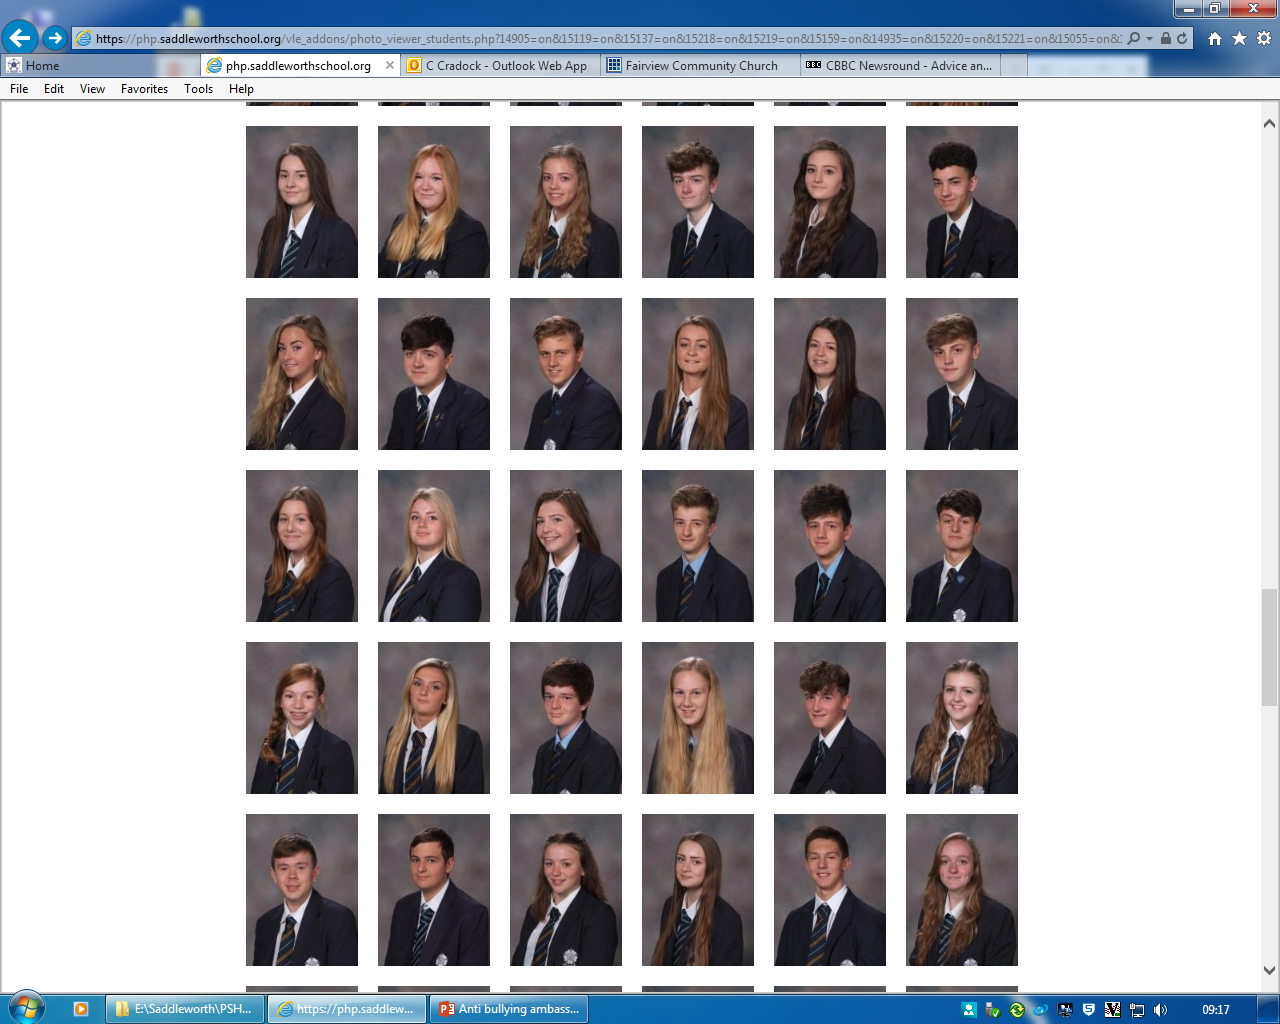 https://php.saddleworthschool.org/vle_addons/photo_viewer_students.php?14905=on&15119=on&15137=on&15218=on&15219=on&15159=on&14935=on&15220=on&15221=on&15055=on&
Home
php.saddleworthschool.org
C Cradock - Outlook Web App
Fairview Community Church
BBC
CBBC Newsround - Advice an...
File Edit View Favorites Tools Help
E:\Saddleworth\PSH...
https://php.saddlew...
Anti bullying ambass...
09:17